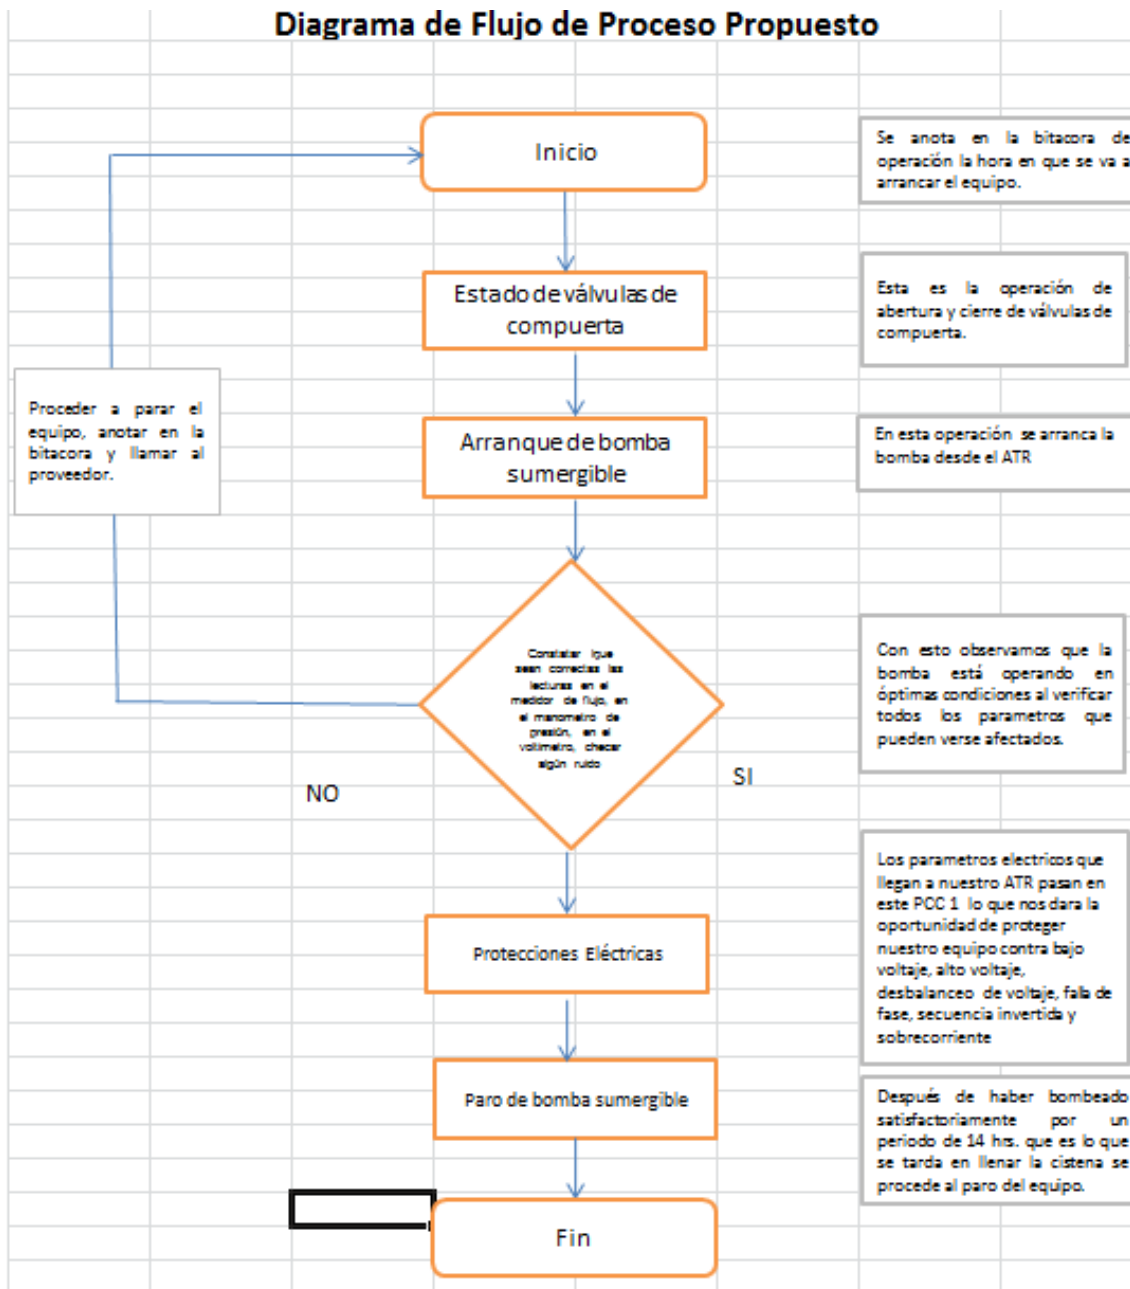 Diagrama de Flujo de Proceso Propuesto
Inicio
Se anota en la bitacora de
operación la hora en que se va a
arrancar el equipo.
Estado de válvulas de
compuerta
Esta es la operación de
abertura y cierre de válvulas de
compuerta.
Proceder a parar el
equipo, anotar en la
bitacora y llamar al
proveedor.
Arranque de bomba
sumergible
En esta operación se arranca la
bomba desde el ATR
Constatar que
sean correctas las
lecturas en el
medidor de flujo, en
el manometro de
presión, en el
voltimetro, checar
algún ruido
Con esto observamos que la
bomba está operando en
óptimas condiciones al verificar
todos los parametros que
pueden verse afectados.
NO
SI
Protecciones Eléctricas
Los parametros electricos que
llegan a nuestro ATR pasan en
este PCC 1 lo que nos dara la
oportunidad de proteger
nuestro equipo contra bajo
voltaje, alto voltaje,
desbalanceo de voltaje, falla de
fase, secuencia invertida y
sobrecorriente
Paro de bomba sumergible
Después de haber bombeado
satisfactoriamente por un
periodo de 14 hrs. que es lo que
se tarda en llenar la cistena se
procede al paro del equipo.
Fin